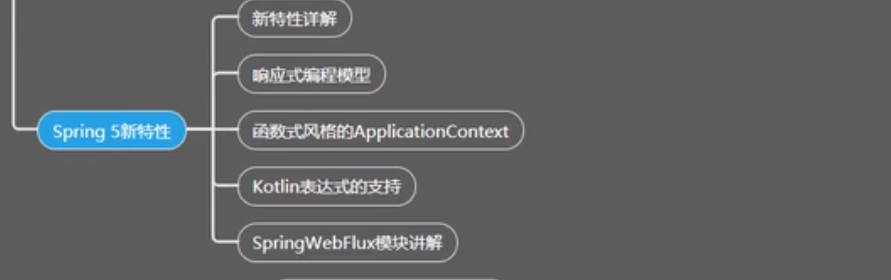 新特性详解
响应式编程模型
Spring 5新特性
函数式风格的ApplicationContext
Kotlin表达式的支持
SpringWebFlux模块讲解